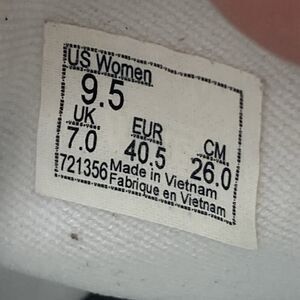 US Women
9.5
UK EUR CM
7.0 40.5 26.0
721356 Made in Vietnam
Fabrique en Vietnam